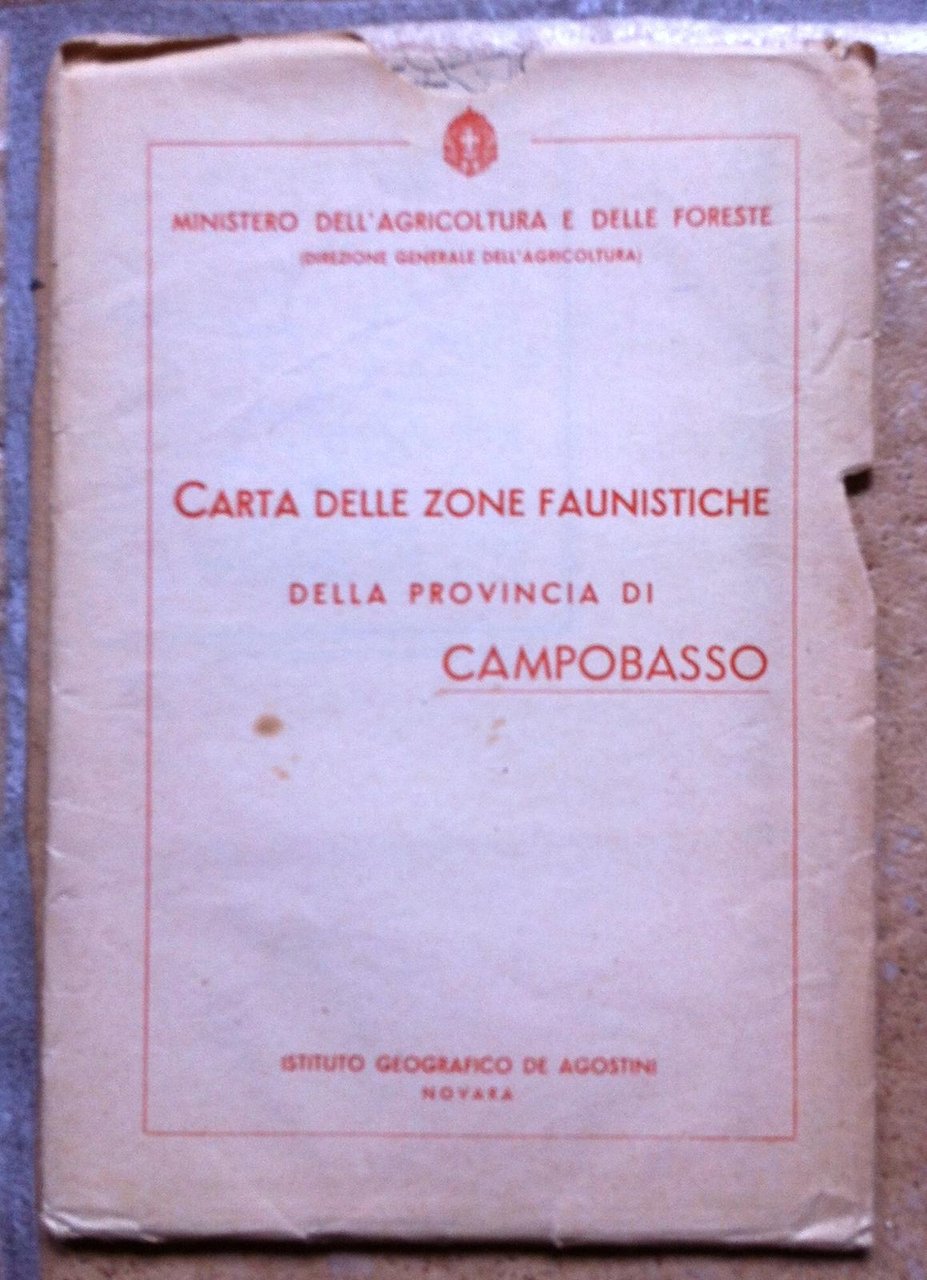 MINISTERO DELL'AGRICOLTURA E DELLE FORESTE
(DIREZIONE GENERALE DELL'AGRICOLTURA)
CARTA DELLE ZONE FAUNISTICHE
DELLA PROVINCIA DI
CAMPOBASSO
ISTITUTO GEOGRAFICO DE AGOSTINI
NOVARA